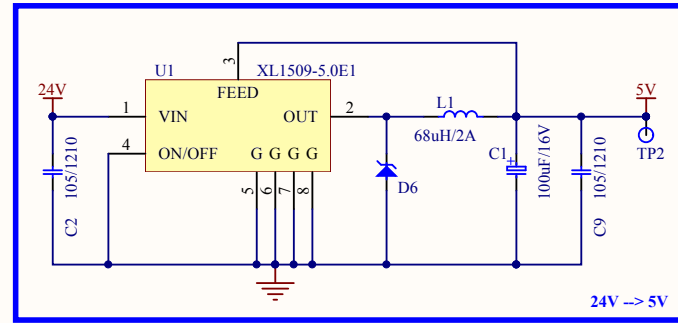 U1
XL1509-5.0E1
3
FEED
24V
5V
1
VIN
OUT
2
L1
68uH/2A
4
ON/OFF
G G G G
5
6
7
8
C2
105/1210
D6
C1
+
100uF/16V
C9
105/1210
TP2
24V --> 5V